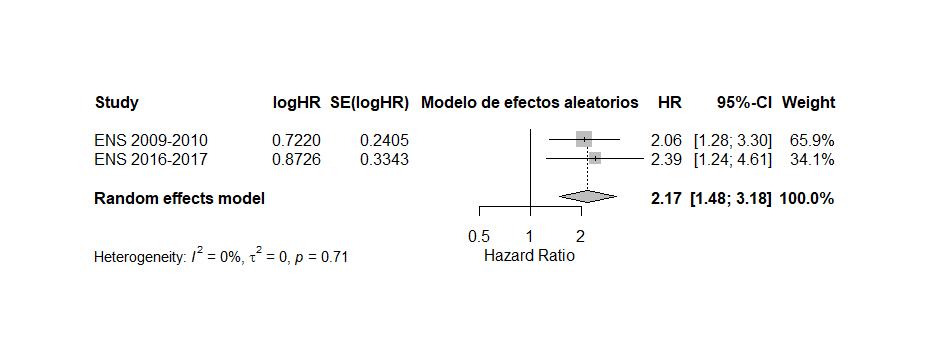 Study logHR SE(logHR) Modelo de efectos aleatorios HR 95%-CI Weight
ENS 2009-2010 0.7220 0.2405 2.06 [1.28; 3.30] 65.9%
ENS 2016-2017 0.8726 0.3343 2.39 [1.24; 4.61] 34.1%
Random effects model 2.17 [1.48; 3.18] 100.0%
0.5 1 2
Heterogeneity: I² = 0%, τ² = 0, p = 0.71
Hazard Ratio